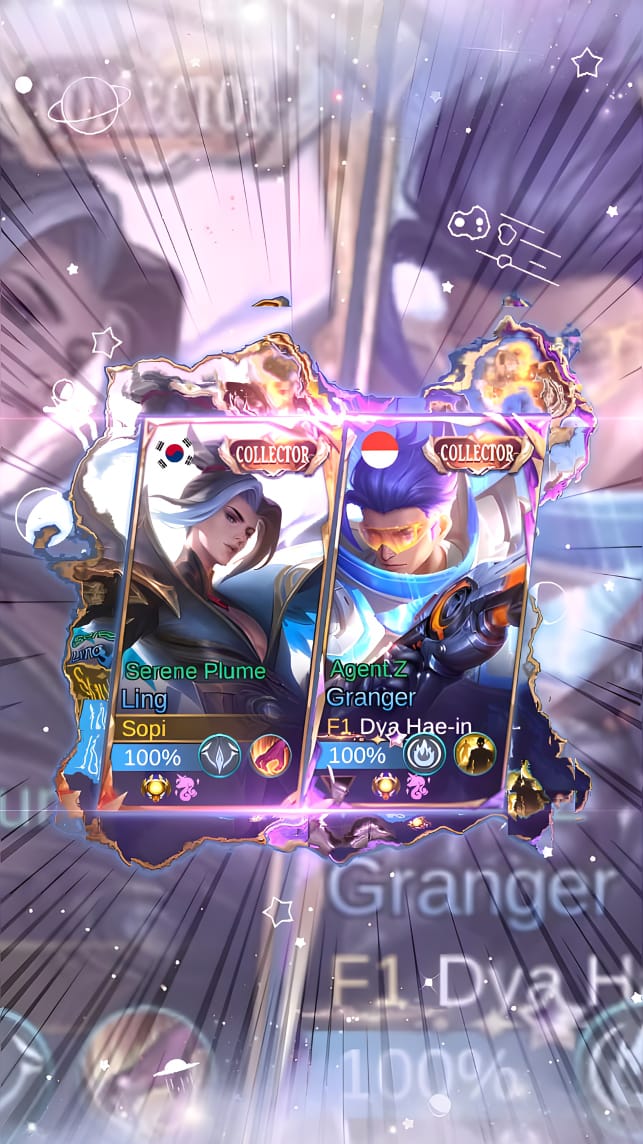 COLLECTOR
COLLECTOR
COLLECTOR
Serene Plume
Ling
Sopi
100%
Agent Z
Granger
F1 Dya Hae-in
100%
Granger
F1 Dya H
100%